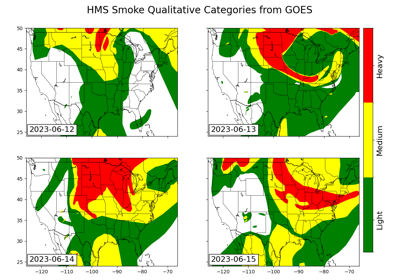 HMS Smoke Qualitative Categories from GOES
50
45
40
35
30
25
2023-06-12
2023-06-13
50
45
40
35
30
25
2023-06-14
2023-06-15
−120 −110 −100 −90 −80 −70
−120 −110 −100 −90 −80 −70
Heavy
Medium
Light